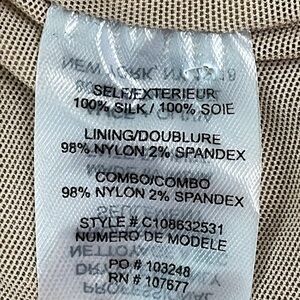 SELF/EXTERIEUR
100% SILK / 100% SOIE
LINING/DOUBLURE
98% NYLON 2% SPANDEX
COMBO/COMBO
98% NYLON 2% SPANDEX
STYLE # C108632531
NUMERO DE MODELE
PO # 103248
RN # 107677